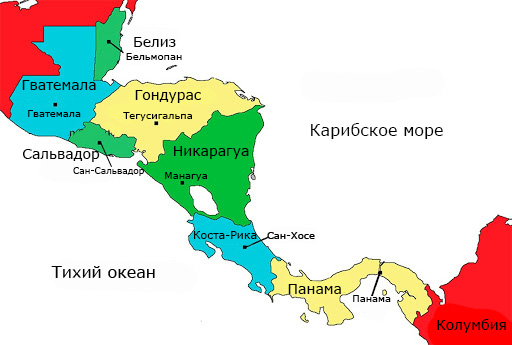 Белиз
Бельмопан
Гватемала
Гватемала
Гондурас
Тегусигальпа
Карибское море
Сальвадор
Сан-Сальвадор
Никарагуа
Манагуа
Коста-Рика
Сан-Хосе
Тихий океан
Панама
Панама
Колумбия